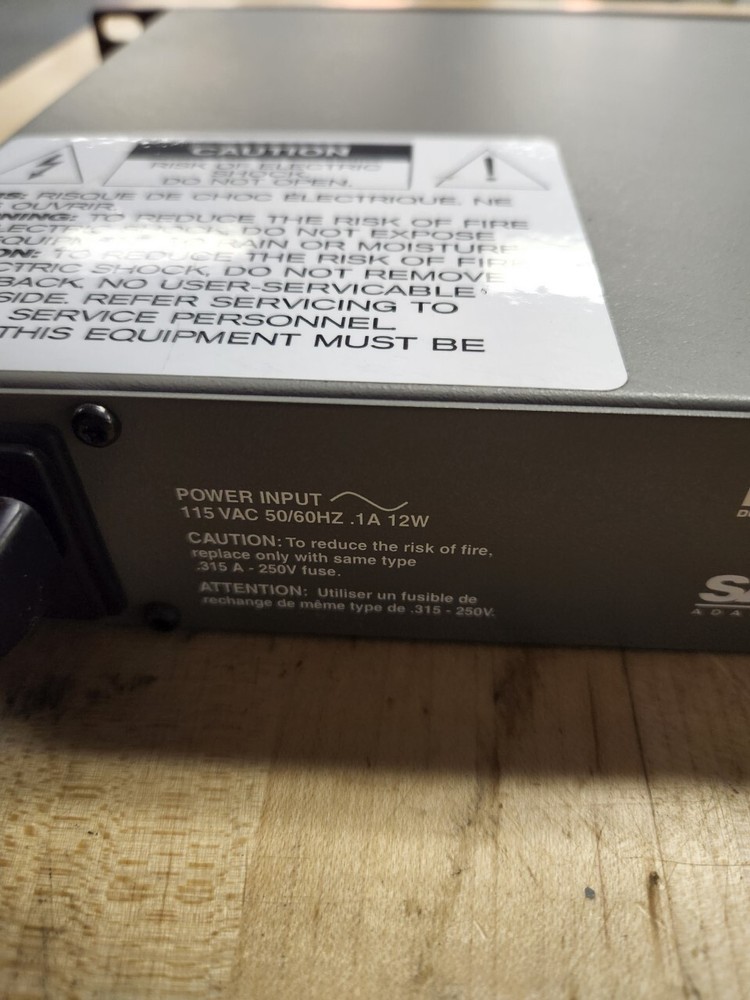 CAUTION
RISK OF ELECTRIC
SHOCK
DO NOT OPEN.
RISQUE DE CHOC ÉLECTRIQUE. NE
OUVRIR.
TO REDUCE THE RISK OF FIRE
SHOCK, DO NOT EXPOSE
RAIN OR MOISTURE
TO REDUCE THE RISK OF FIRE
CTRIC SHOCK, DO NOT REMOVE
BACK. NO USER-SERVICABLE
SIDE. REFER SERVICING TO
SERVICE PERSONNEL
THIS EQUIPMENT MUST BE
POWER INPUT
115 VAC 50/60HZ .1A 12W
CAUTION: To reduce the risk of fire,
replace only with same type
.315 A - 250V fuse.
ATTENTION: Utiliser un fusible de
rechange de même type de .315 - 250V.